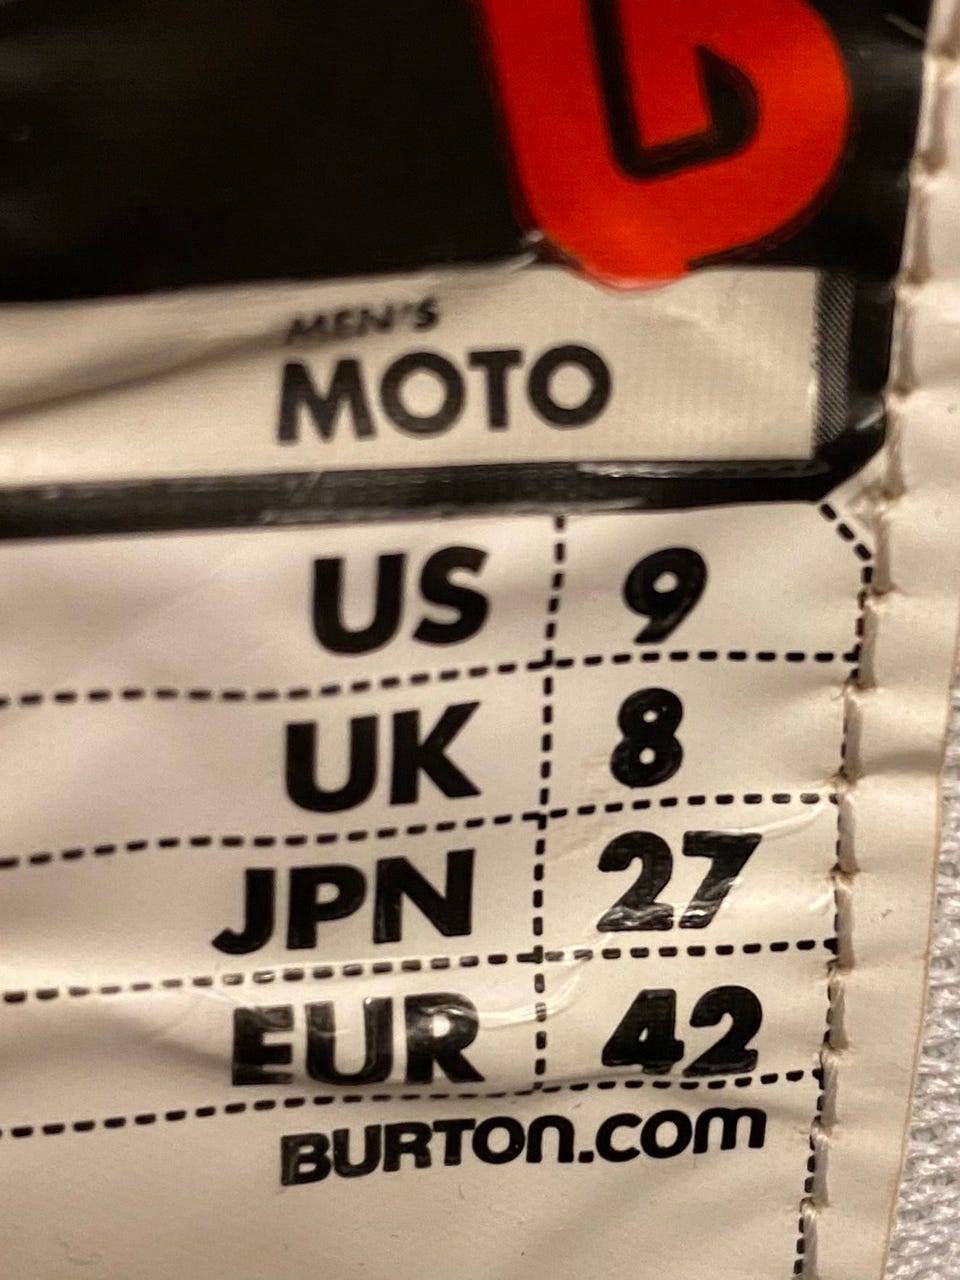 MEN'S
MOTO
US 9
UK 8
JPN 27
EUR 42
BURTON.COM